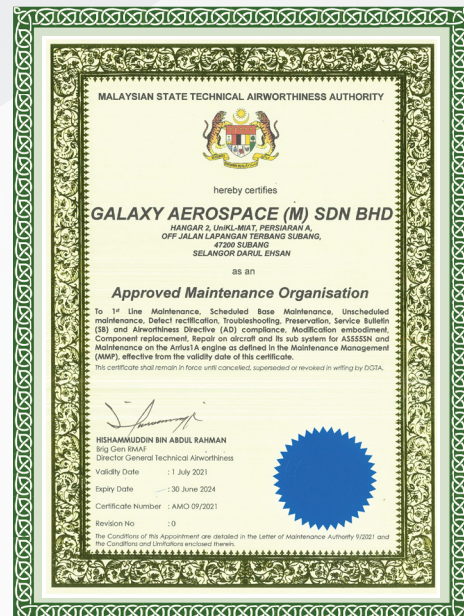 MALAYSIAN STATE TECHNICAL AIRWORTHINESS AUTHORITY
hereby certifies
GALAXY AEROSPACE (M) SDN BHD
HANGAR 2, UniKL-MIAT, PERSIARAN A,
OFF JALAN LAPANGAN TERBANG SUBANG,
47200 SUBANG
SELANGOR DARUL EHSAN
as an
Approved Maintenance Organisation
To 1st Line Maintenance, Scheduled Base Maintenance, Unscheduled
maintenance, Defect rectification, Troubleshooting, Preservation, Service Bulletin
(SB) and Airworthiness Directive (AD) compliance, Modification embodiment,
Component replacement, Repair on aircraft and its sub system for AS555SN and
Maintenance on the Arrius1A engine as defined in the Maintenance Management
(MMP), effective from the validity date of this certificate.
This certificate shall remain in force until cancelled, superseded or revoked in writing by DGTA.
HISHAMMUDDIN BIN ABDUL RAHMAN
Brig Gen RMAF
Director General Technical Airworthiness
Validity Date : 1 July 2021
Expiry Date : 30 June 2024
Certificate Number : AMO 09/2021
Revision No : 0
The Conditions of this Appointment are detailed in the Letter of Maintenance Authority 9/2021 and
the Conditions and Limitations enclosed therein.